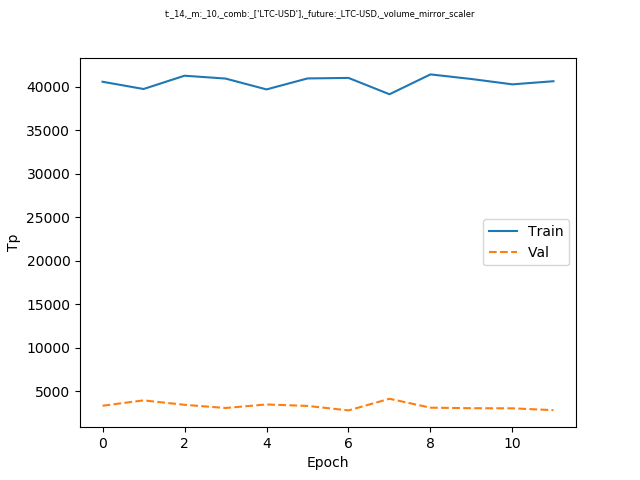 t:_14,_m:_10,_comb:_['LTC-USD'],_future:_LTC-USD,_volume_mirror_scaler
40000
35000
30000
25000
20000
15000
10000
5000
Tp
Train
Val
0 2 4 6 8 10
Epoch